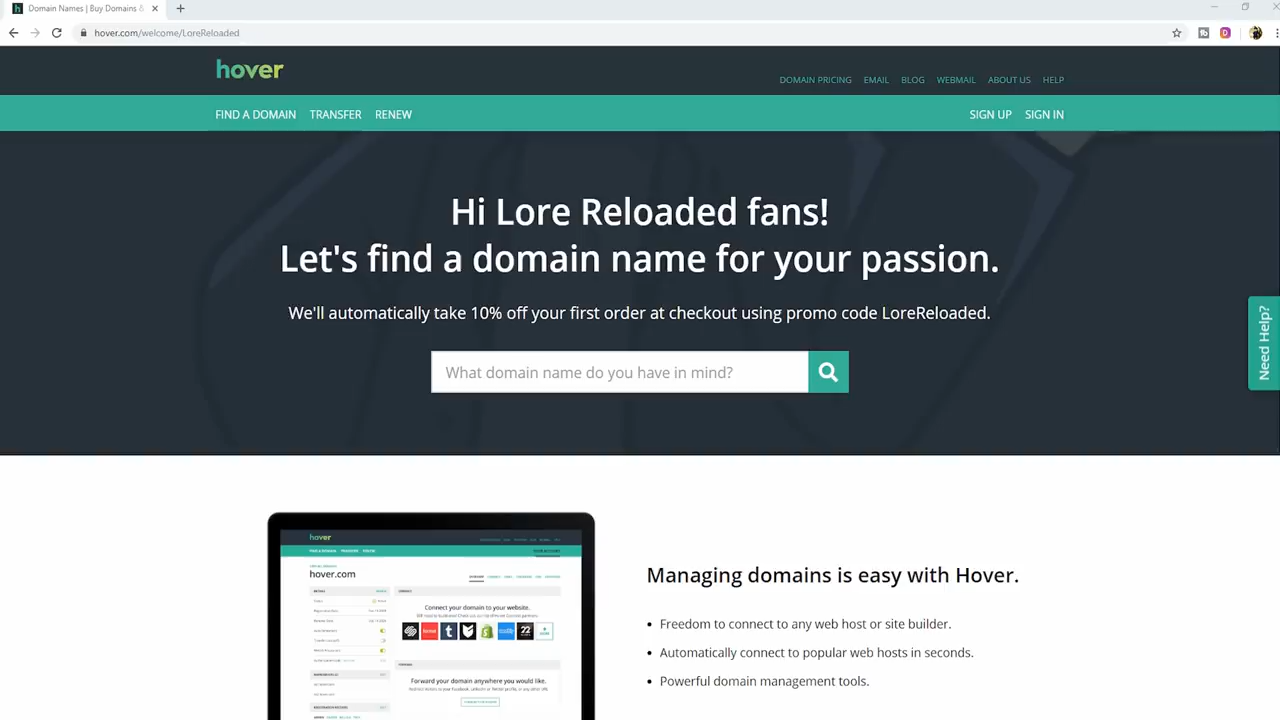 Domain Names | Buy Domains &
hover.com/welcome/LoreReloaded
hover
DOMAIN PRICING EMAIL BLOG WEBMAIL ABOUT US HELP
FIND A DOMAIN TRANSFER RENEW SIGN UP SIGN IN
Hi Lore Reloaded fans!
Let's find a domain name for your passion.
We'll automatically take 10% off your first order at checkout using promo code LoreReloaded.
What domain name do you have in mind?
Need Help?
hover
FIND A DOMAIN TRANSFER RENEW
hover.com
Connect your domain to your website.
Forward your domain anywhere you would like.
Managing domains is easy with Hover.
• Freedom to connect to any web host or site builder.
• Automatically connect to popular web hosts in seconds.
• Powerful domain management tools.